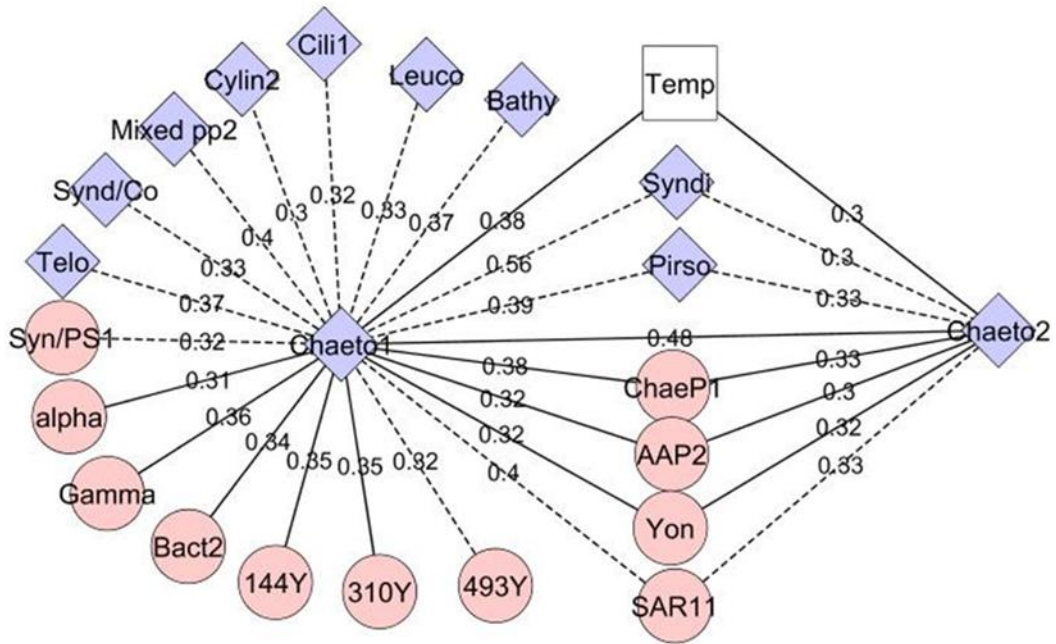 Cili1
Leuco
Cylin2
Temp
Bathy
Mixed pp2
Syndi
Synd/Co
0.32
0.3
0.33
0.37
0.38
0.3
0.4
Telo
0.33
0.56
Pirso
0.3
0.37
0.39
0.33
Syn/PS1
0.32
Chaeto1
0.48
Chaeto2
0.31
0.38
ChaeP1
0.33
alpha
0.36
0.32
0.3
0.34
0.32
0.32
0.35
0.35
0.32
0.4
AAP2
0.33
Gamma
Yon
Bact2
144Y
310Y
493Y
SAR11